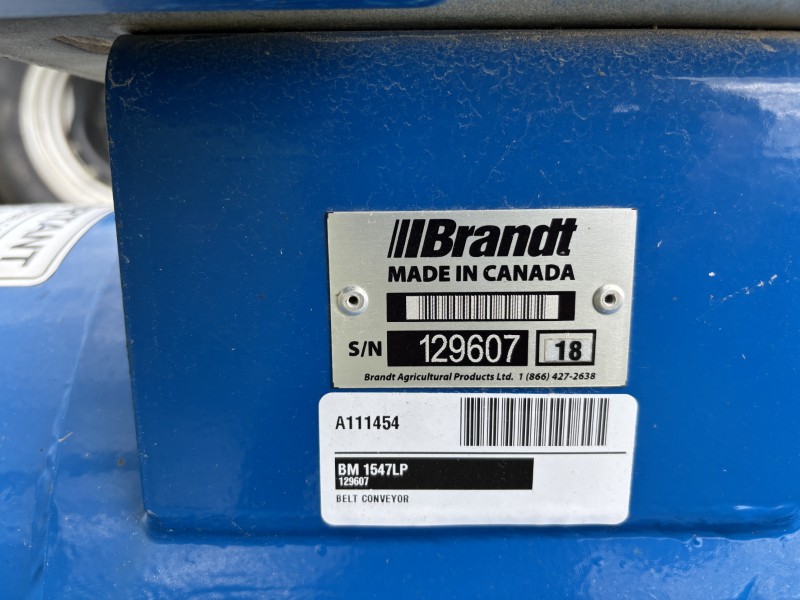 Brandt
MADE IN CANADA
S/N 129607 18
Brandt Agricultural Products Ltd. 1 (866) 427-2638
A111454
BM 1547LP
129607
BELT CONVEYOR